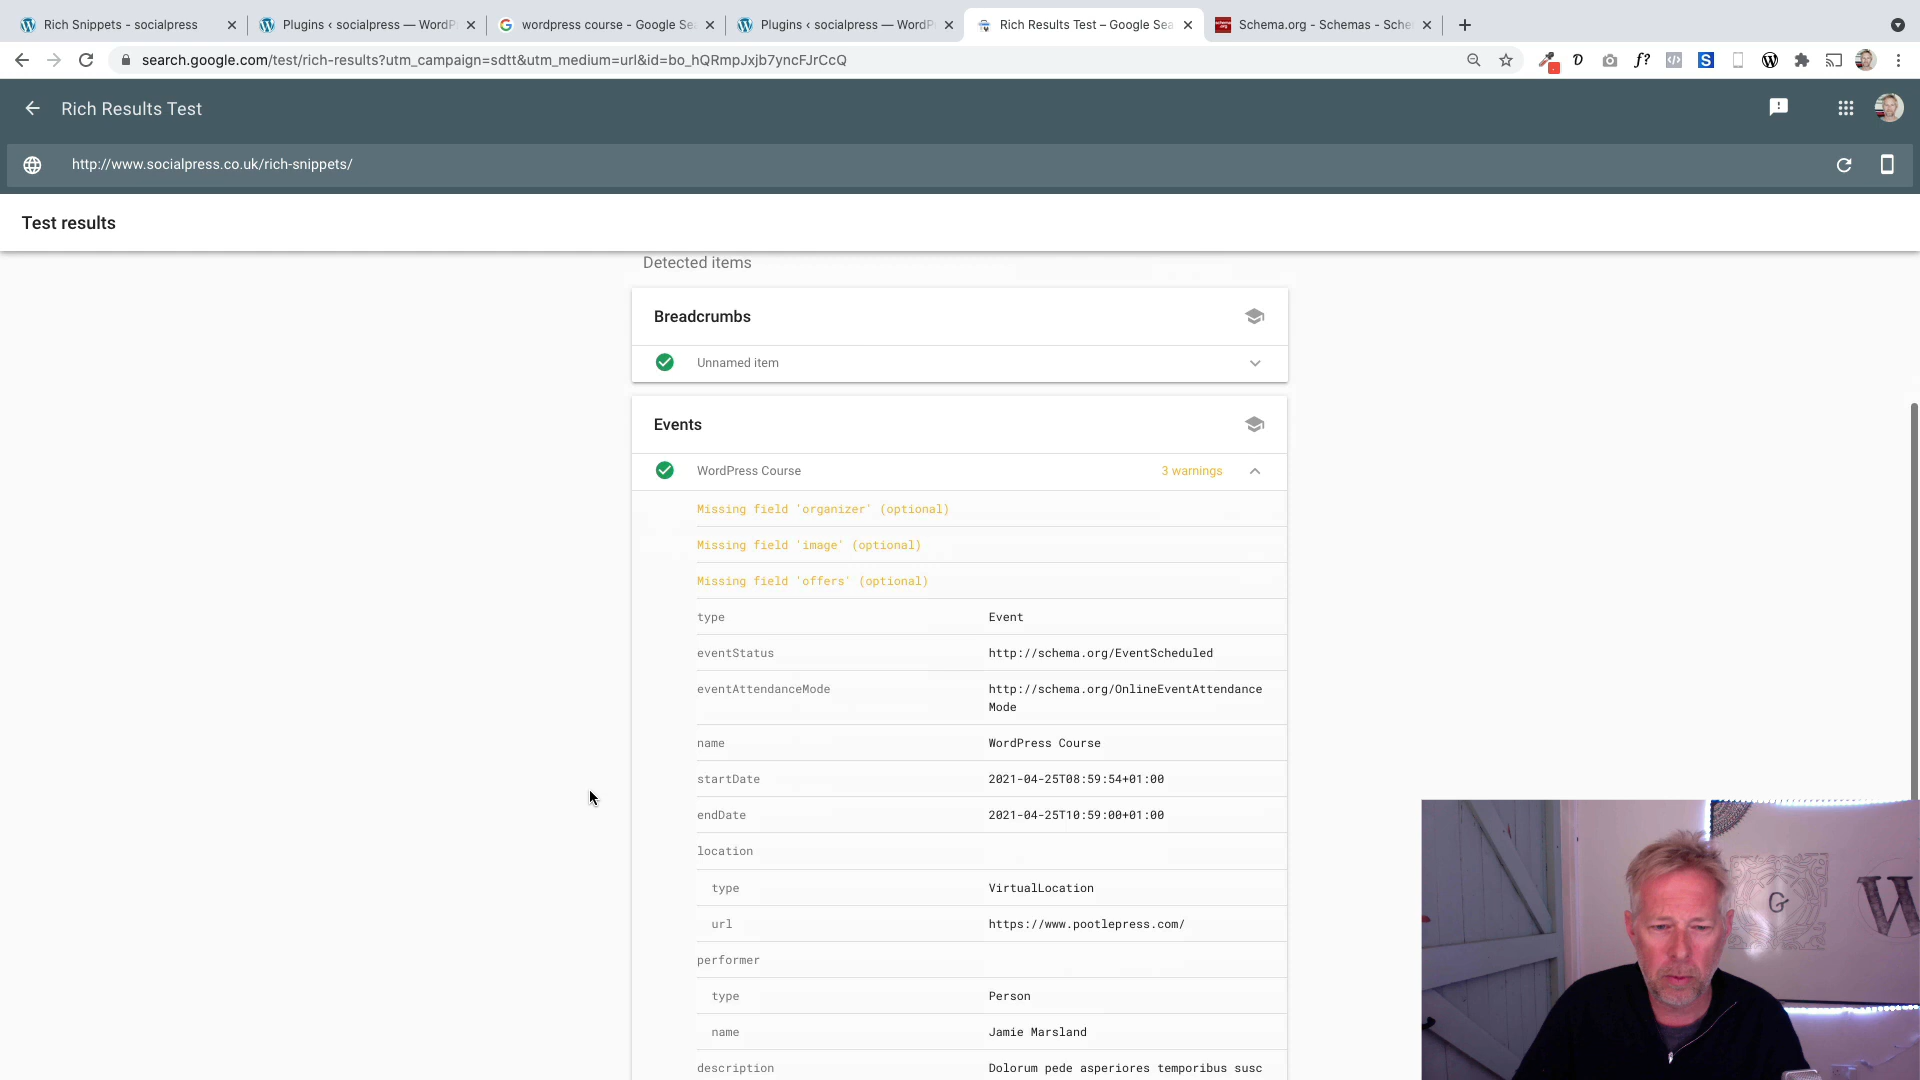 Rich Snippets - socialpress
Plugins ‹ socialpress — WordP
wordpress course - Google Se
Plugins ‹ socialpress — WordP
Rich Results Test – Google Sea
Schema.org - Schemas - Sche
search.google.com/test/rich-results?utm_campaign=sdtt&utm_medium=url&id=bo_hQRmpJxjb7yncFJrCcQ
Rich Results Test
http://www.socialpress.co.uk/rich-snippets/
Test results
Detected items
Breadcrumbs
Unnamed item
Events
WordPress Course 3 warnings
Missing field 'organizer' (optional)
Missing field 'image' (optional)
Missing field 'offers' (optional)
type Event
eventStatus http://schema.org/EventScheduled
eventAttendanceMode http://schema.org/OnlineEventAttendance
Mode
name WordPress Course
startDate 2021-04-25T08:59:54+01:00
endDate 2021-04-25T10:59:00+01:00
location
type VirtualLocation
url https://www.pootlepress.com/
performer
type Person
name Jamie Marsland
description Dolorum pede asperiores temporibus susc